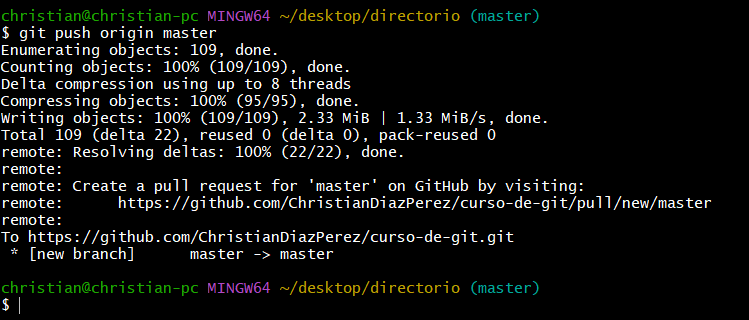 christian@christian-pc MINGW64 ~/desktop/directorio (master)
$ git push origin master
Enumerating objects: 109, done.
Counting objects: 100% (109/109), done.
Delta compression using up to 8 threads
Compressing objects: 100% (95/95), done.
Writing objects: 100% (109/109), 2.33 MiB | 1.33 MiB/s, done.
Total 109 (delta 22), reused 0 (delta 0), pack-reused 0
remote: Resolving deltas: 100% (22/22), done.
remote:
remote: Create a pull request for 'master' on GitHub by visiting:
remote:      https://github.com/ChristianDiazPerez/curso-de-git/pull/new/master
remote:
To https://github.com/ChristianDiazPerez/curso-de-git.git
 * [new branch]      master -> master
christian@christian-pc MINGW64 ~/desktop/directorio (master)
$